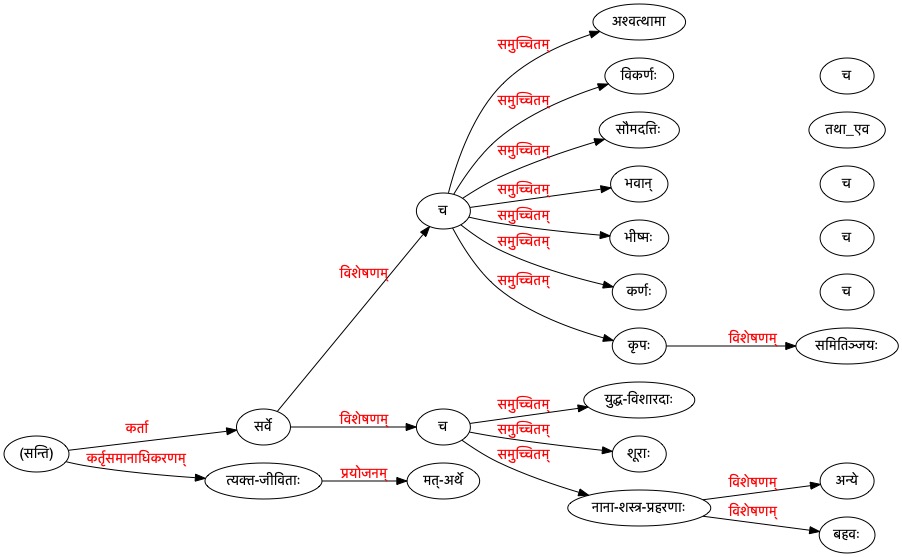 अश्वत्थामा
समुच्चितम्
विकर्णः
च
समुच्चितम्
सौमदत्तिः
तथा_एव
समुच्चितम्
भवान्
च
समुच्चितम्
च
समुच्चितम्
भीष्मः
च
समुच्चितम्
विशेषणम्
समुच्चितम्
कर्णः
च
कृपः
विशेषणम्
समितिञ्जयः
युद्ध-विशारदाः
समुच्चितम्
कर्ता
सर्वे
विशेषणम्
च
समुच्चितम्
(सन्ति)
कर्तृसमानाधिकरणम्
समुच्चितम्
शूराः
त्यक्त-जीविताः
प्रयोजनम्
मत्-अर्थे
विशेषणम्
अन्ये
नाना-शस्त्र-प्रहरणाः
विशेषणम्
बहवः